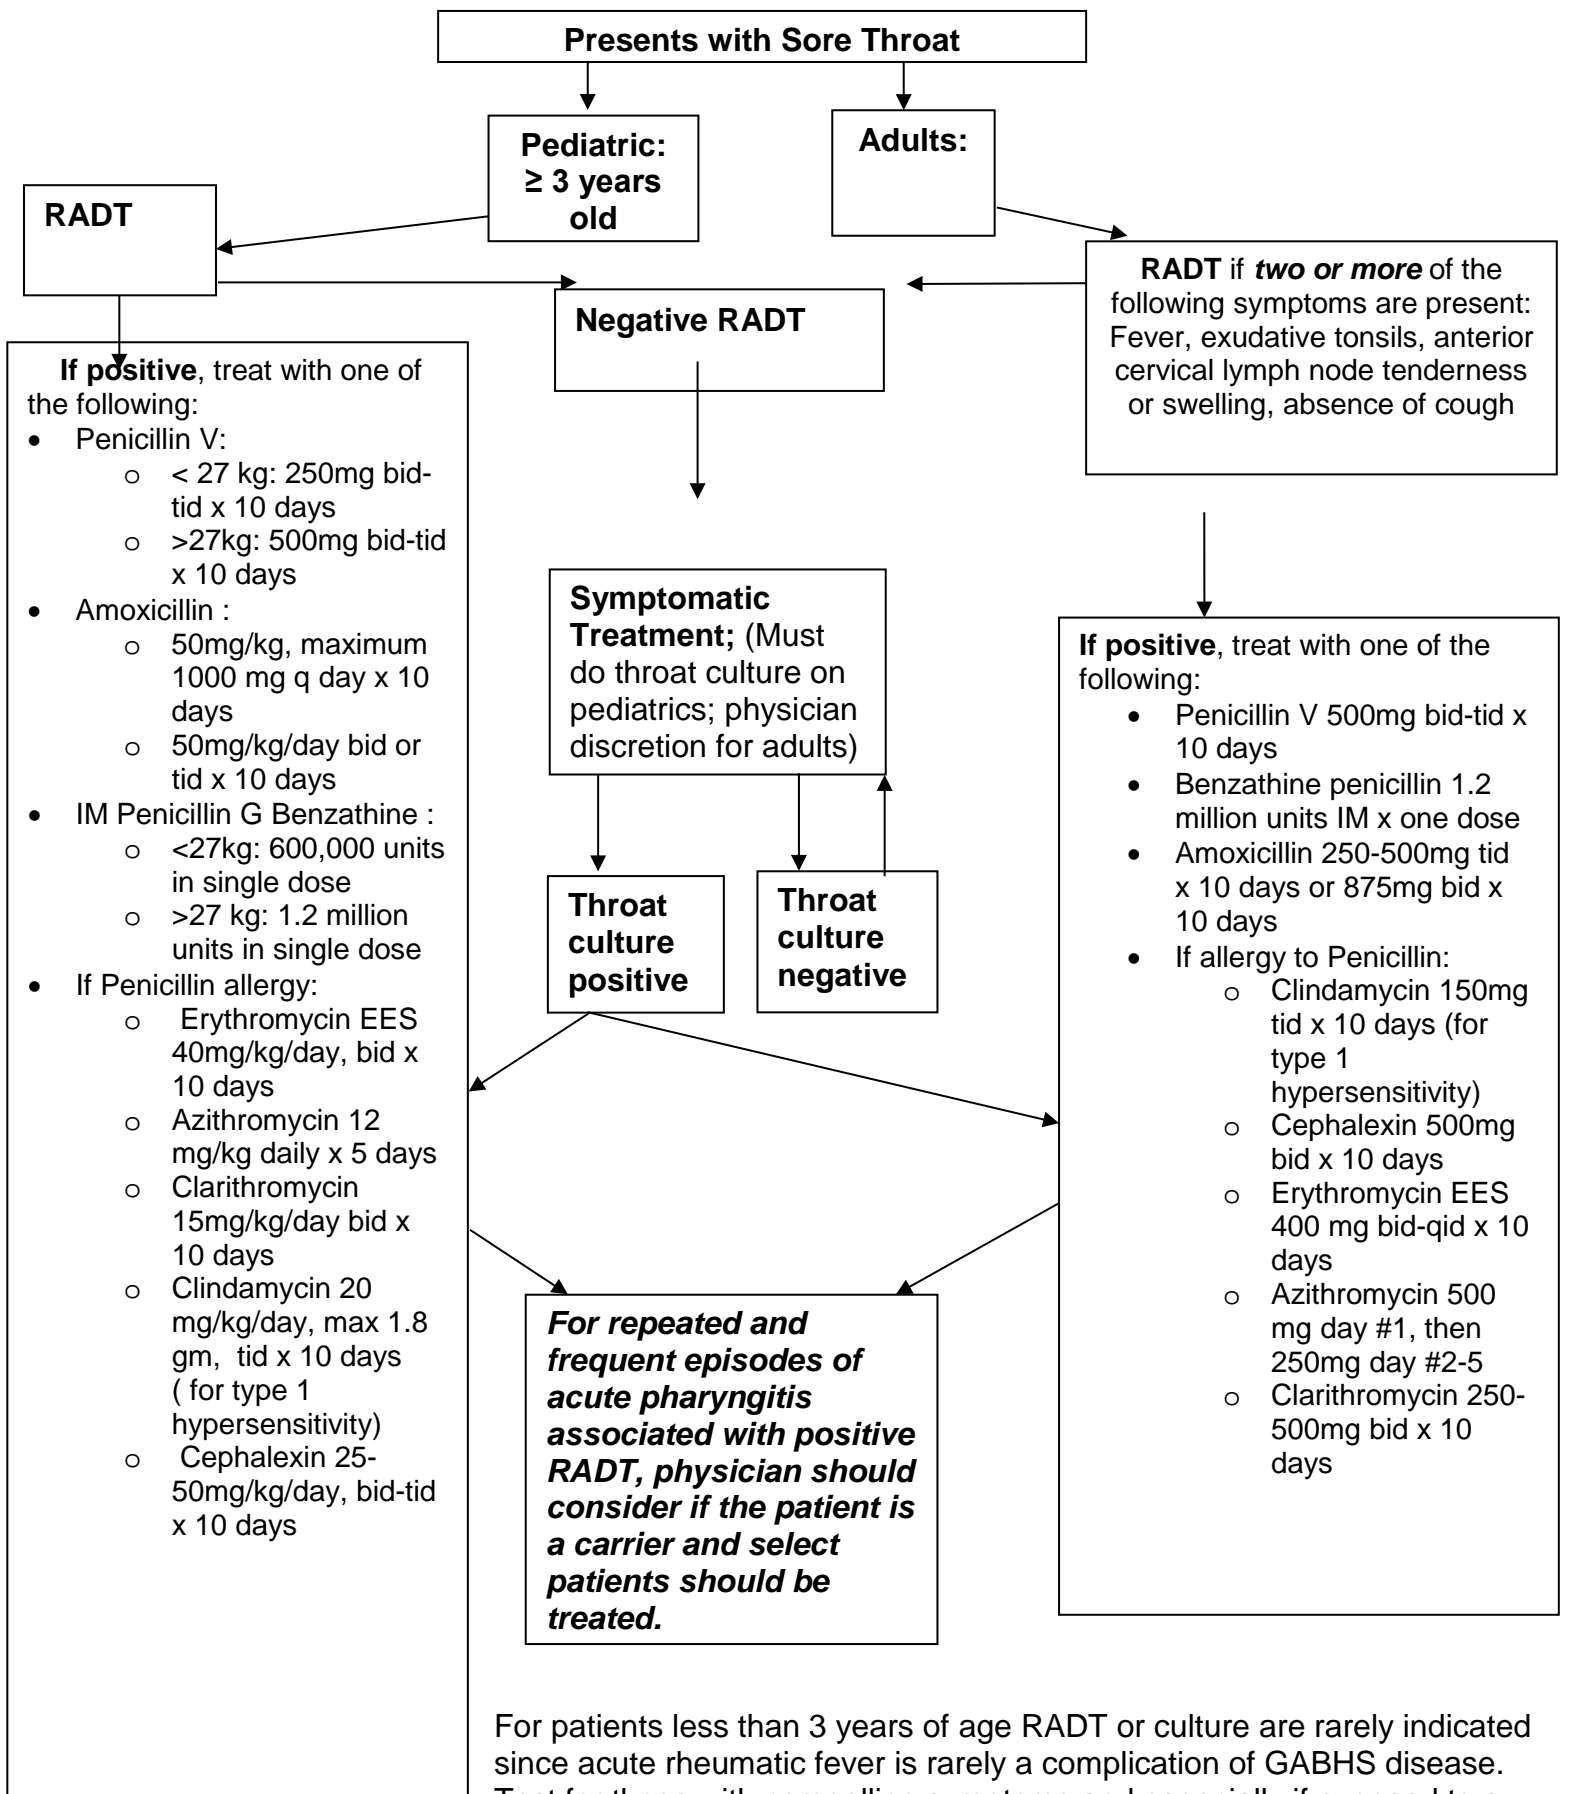 Presents with Sore Throat
Pediatric:
≥ 3 years
old
Adults:
RADT
RADT if two or more of the
following symptoms are present:
Fever, exudative tonsils, anterior
cervical lymph node tenderness
or swelling, absence of cough
Negative RADT
If positive, treat with one of
the following:
• Penicillin V:
o < 27 kg: 250mg bid-
tid x 10 days
o >27kg: 500mg bid-tid
x 10 days
• Amoxicillin :
o 50mg/kg, maximum
1000 mg q day x 10
days
o 50mg/kg/day bid or
tid x 10 days
• IM Penicillin G Benzathine :
o <27kg: 600,000 units
in single dose
o >27 kg: 1.2 million
units in single dose
• If Penicillin allergy:
o Erythromycin EES
40mg/kg/day, bid x
10 days
o Azithromycin 12
mg/kg daily x 5 days
o Clarithromycin
15mg/kg/day bid x
10 days
o Clindamycin 20
mg/kg/day, max 1.8
gm, tid x 10 days
( for type 1
hypersensitivity)
o Cephalexin 25-
50mg/kg/day, bid-tid
x 10 days
Symptomatic
Treatment; (Must
do throat culture on
pediatrics; physician
discretion for adults)
Throat
culture
positive
Throat
culture
negative
If positive, treat with one of the
following:
• Penicillin V 500mg bid-tid x
10 days
• Benzathine penicillin 1.2
million units IM x one dose
• Amoxicillin 250-500mg tid
x 10 days or 875mg bid x
10 days
• If allergy to Penicillin:
o Clindamycin 150mg
tid x 10 days (for
type 1
hypersensitivity)
o Cephalexin 500mg
bid x 10 days
o Erythromycin EES
400 mg bid-qid x 10
days
o Azithromycin 500
mg day #1, then
250mg day #2-5
o Clarithromycin 250-
500mg bid x 10
days
For repeated and
frequent episodes of
acute pharyngitis
associated with positive
RADT, physician should
consider if the patient is
a carrier and select
patients should be
treated.
For patients less than 3 years of age RADT or culture are rarely indicated
since acute rheumatic fever is rarely a complication of GABHS disease.